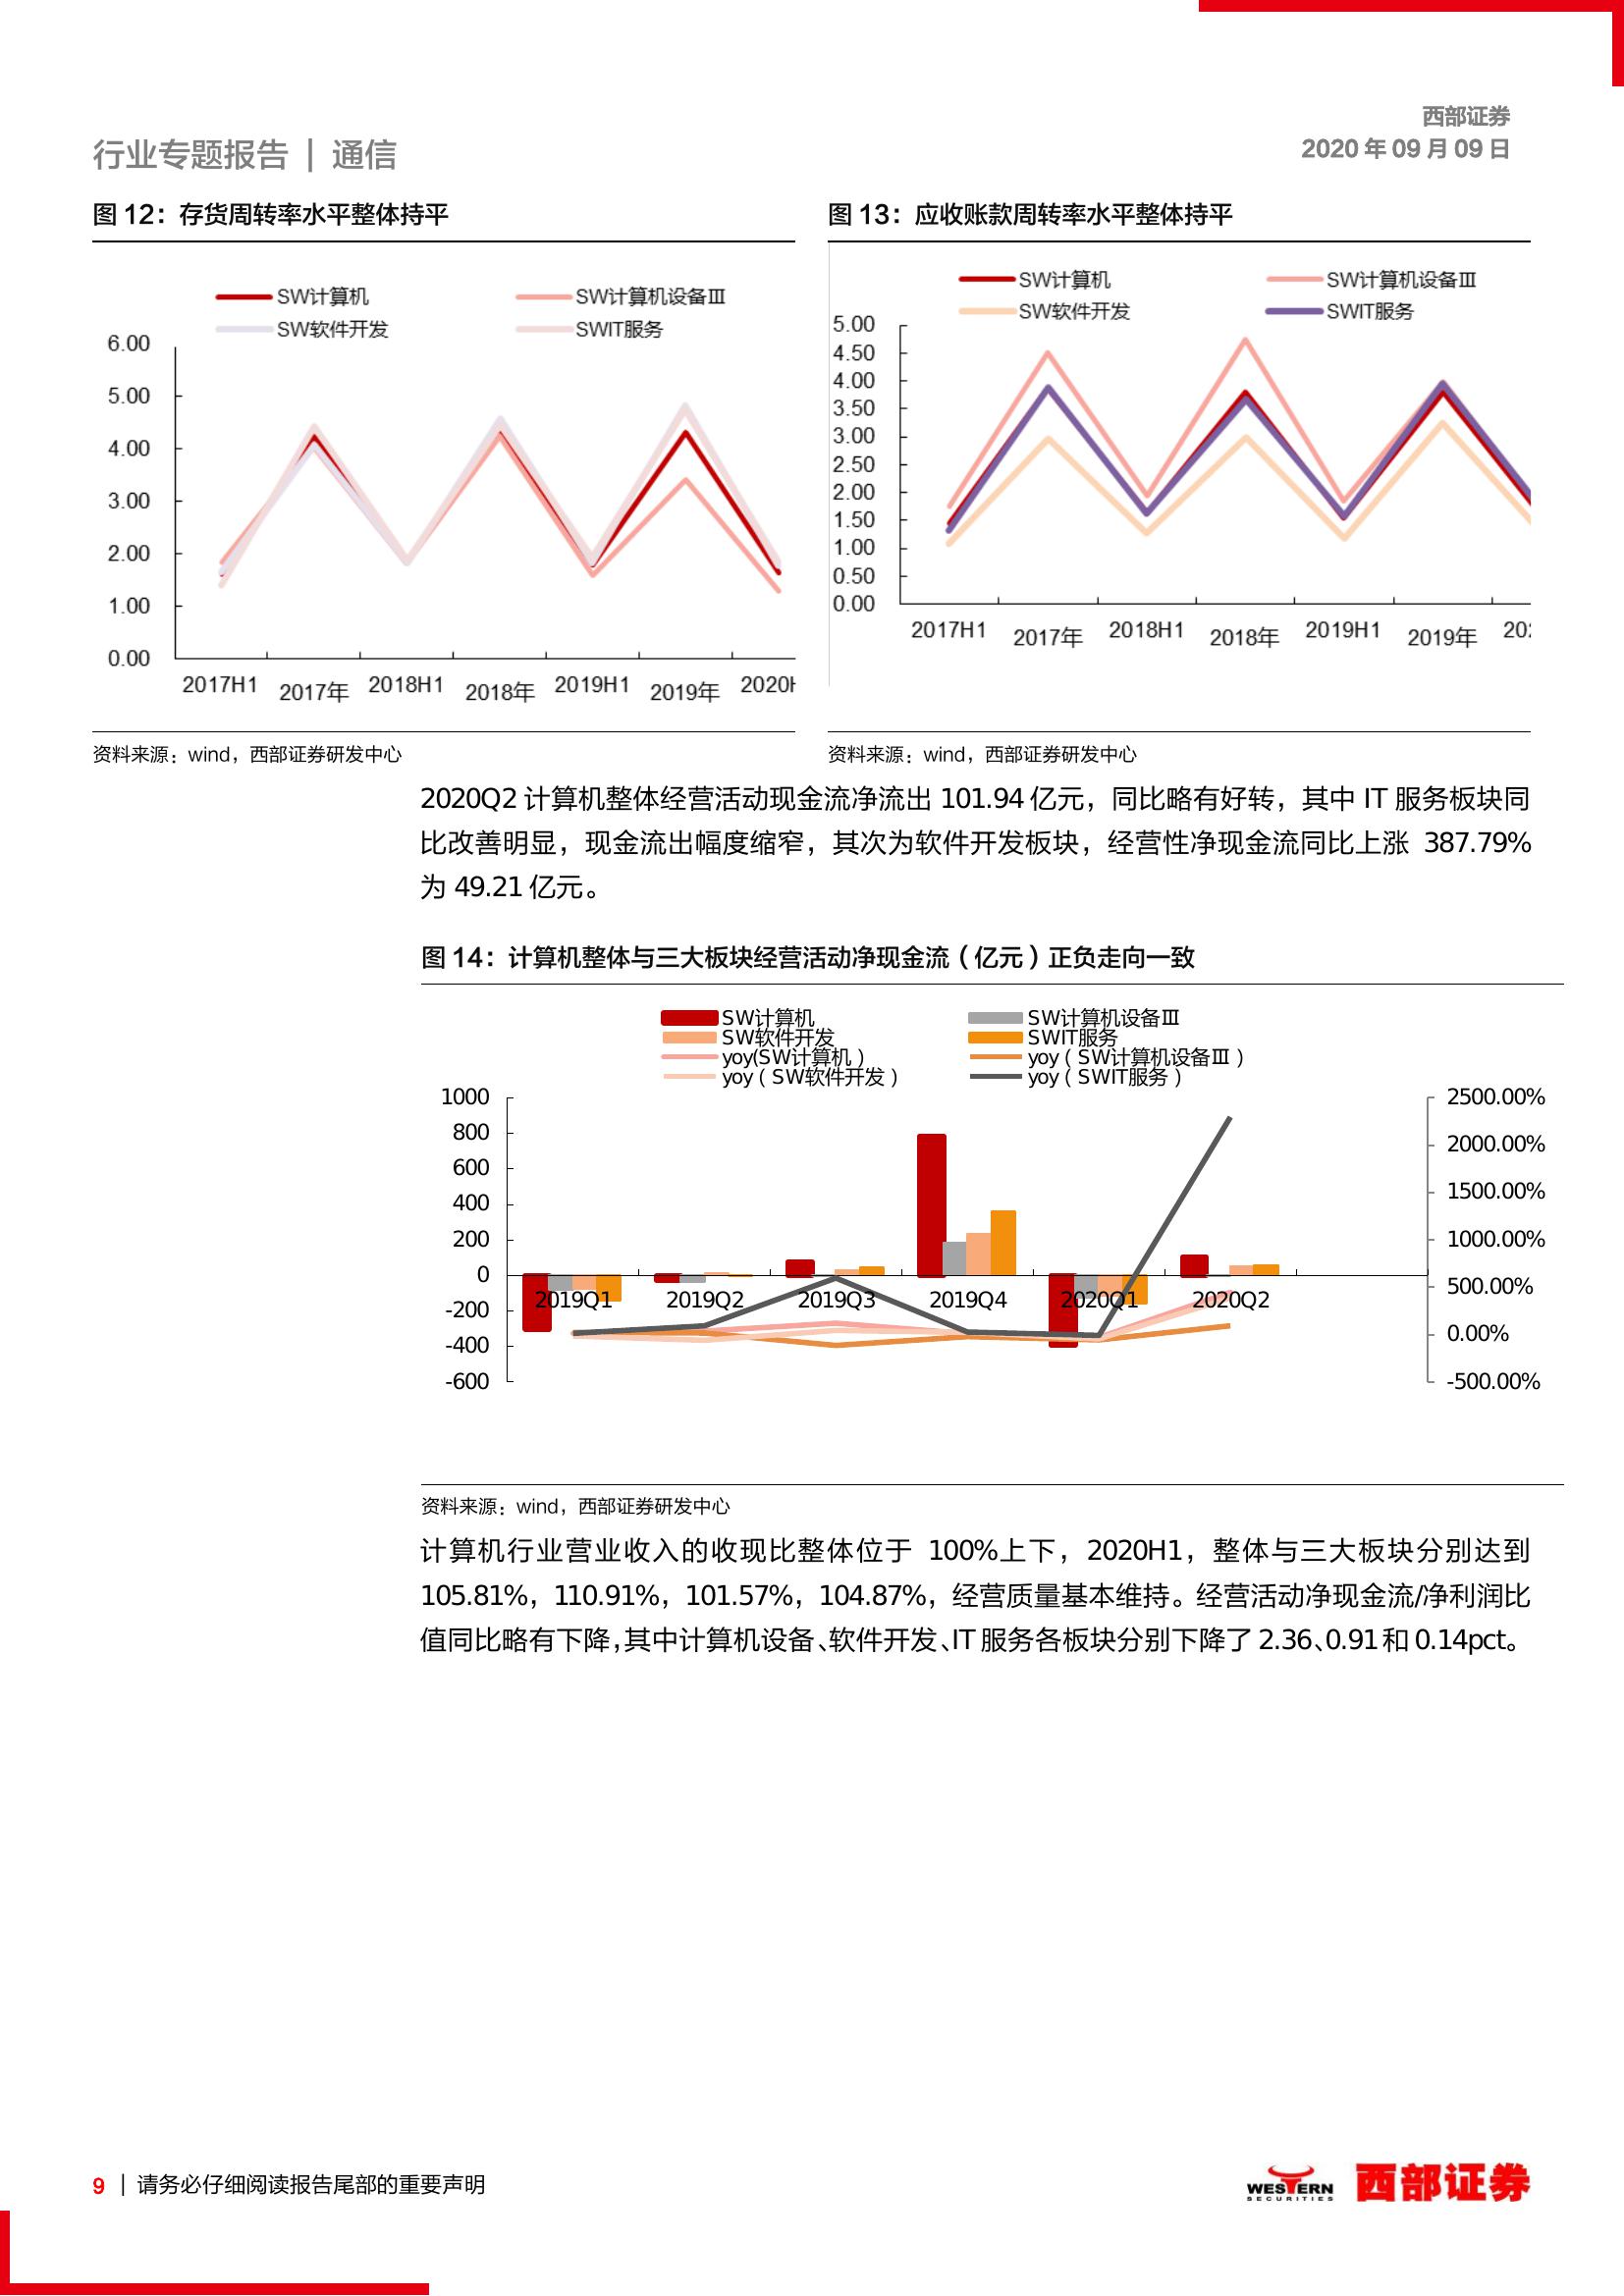 西部证券
行业专题报告 | 通信
2020 年 09 月 09 日
图 12：存货周转率水平整体持平
SW计算机
SW计算机设备Ⅲ
SW软件开发
SWIT服务
6.00
5.00
4.00
3.00
2.00
1.00
0.00
2017H1
2017年
2018H1
2018年
2019H1
2019年
2020H
资料来源：wind，西部证券研发中心
图 13：应收账款周转率水平整体持平
SW计算机
SW计算机设备Ⅲ
SW软件开发
SWIT服务
5.00
4.50
4.00
3.50
3.00
2.50
2.00
1.50
1.00
0.50
0.00
2017H1
2017年
2018H1
2018年
2019H1
2019年
202
资料来源：wind，西部证券研发中心
2020Q2 计算机整体经营活动现金流净流出 101.94 亿元，同比略有好转，其中 IT 服务板块同
比改善明显，现金流出幅度缩窄，其次为软件开发板块，经营性净现金流同比上涨 387.79%
为 49.21 亿元。
图 14：计算机整体与三大板块经营活动净现金流（亿元）正负走向一致
SW计算机
SW计算机设备Ⅲ
SW软件开发
SWIT服务
yoy(SW计算机）
yoy（SW计算机设备Ⅲ）
yoy（SW软件开发）
yoy（SWIT服务）
1000
800
600
400
200
0
-200
-400
-600
2019Q1
2019Q2
2019Q3
2019Q4
2020Q1
2020Q2
2500.00%
2000.00%
1500.00%
1000.00%
500.00%
0.00%
-500.00%
资料来源：wind，西部证券研发中心
计算机行业营业收入的收现比整体位于 100%上下，2020H1，整体与三大板块分别达到
105.81%，110.91%，101.57%，104.87%，经营质量基本维持。经营活动净现金流/净利润比
值同比略有下降，其中计算机设备、软件开发、IT 服务各板块分别下降了 2.36、0.91 和 0.14pct。
9 | 请务必仔细阅读报告尾部的重要声明
WESTERN
SECURITIES
西部证券